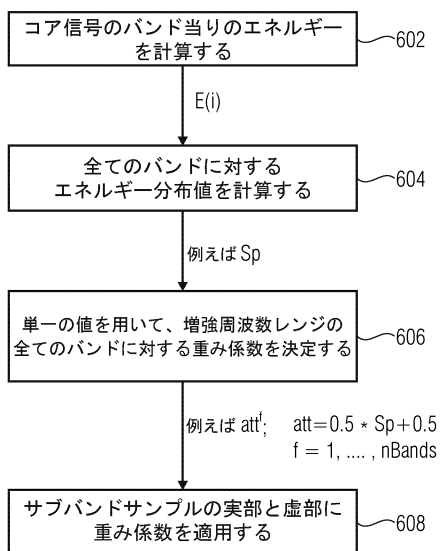 コア信号のバンド当りのエネルギー
を計算する
602
E(i)
全てのバンドに対する
エネルギー分布値を計算する
604
例えば Sp
単一の値を用いて、増強周波数レンジの
全てのバンドに対する重み係数を決定する
606
例えば att^f; att=0.5 * Sp+0.5
f = 1, .... , nBands
サブバンドサンプルの実部と虚部に
重み係数を適用する
608